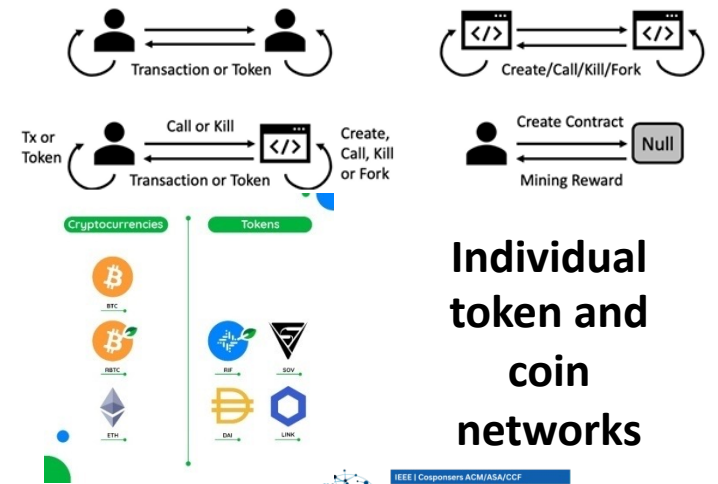 Transaction or Token
</>
</>
Create/Call/Kill/Fork
Tx or
Token
Call or Kill
</>
Transaction or Token
Create,
Call, Kill
or Fork
Create Contract
Null
Mining Reward
Cryptocurrencies
Tokens
BTC
RBTC
RIF
SOV
ETH
DAI
LINK
Individual
token and
coin
networks
IEEE | Cosponsers ACM/ASA/CCF